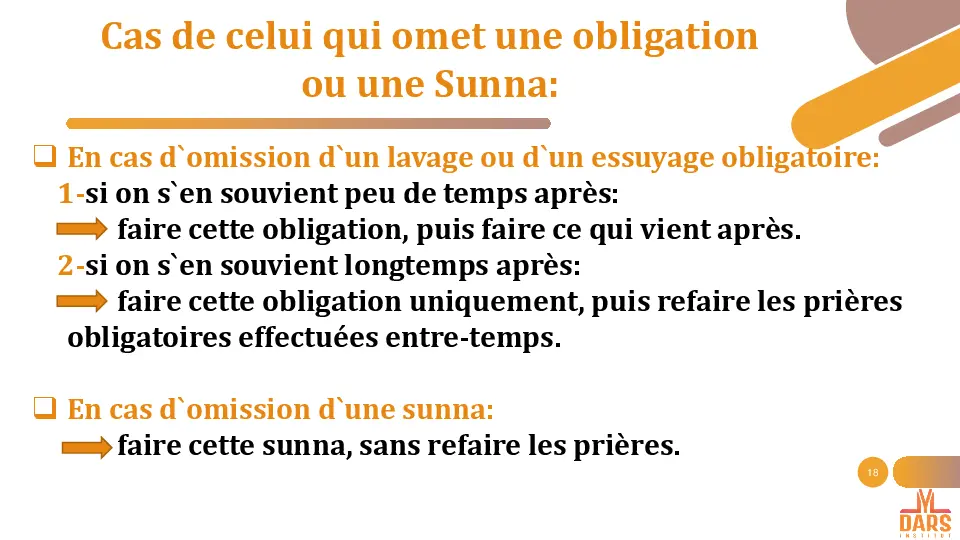 Cas de celui qui omet une obligation
ou une Sunna:
En cas d`omission d`un lavage ou d`un essuyage obligatoire:
1-si on s`en souvient peu de temps après:
faire cette obligation, puis faire ce qui vient après.
2-si on s`en souvient longtemps après:
faire cette obligation uniquement, puis refaire les prières
obligatoires effectuées entre-temps.
En cas d`omission d`une sunna:
faire cette sunna, sans refaire les prières.
18
DARS
INSTITUT